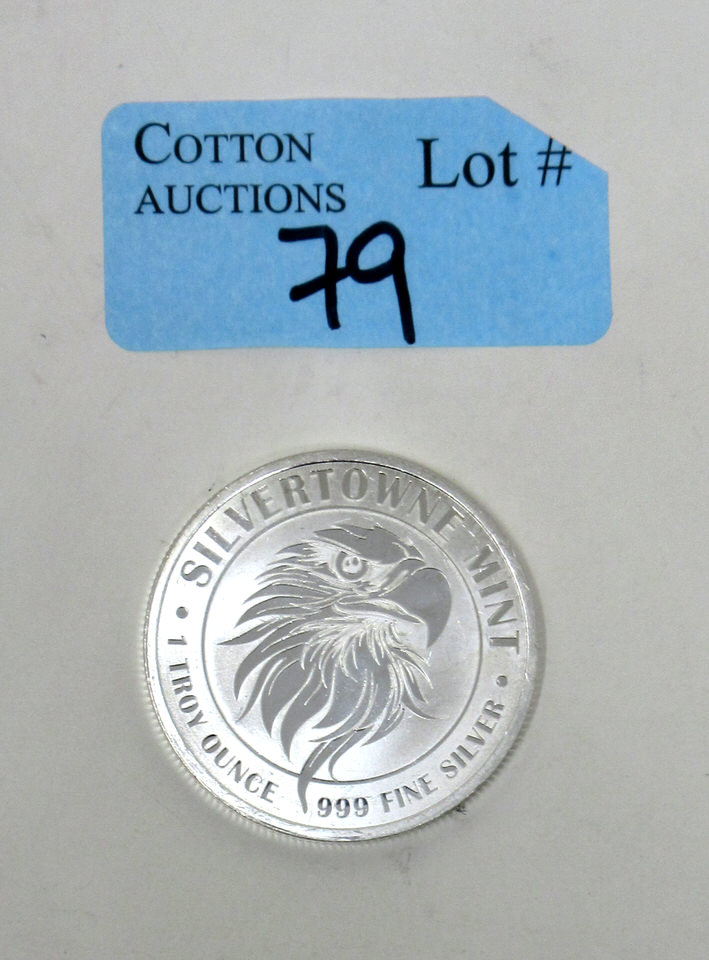 COTTON
AUCTIONS
Lot #
79
SILVERTOWNE MINT
• 1 TROY OUNCE
999 FINE SILVER •